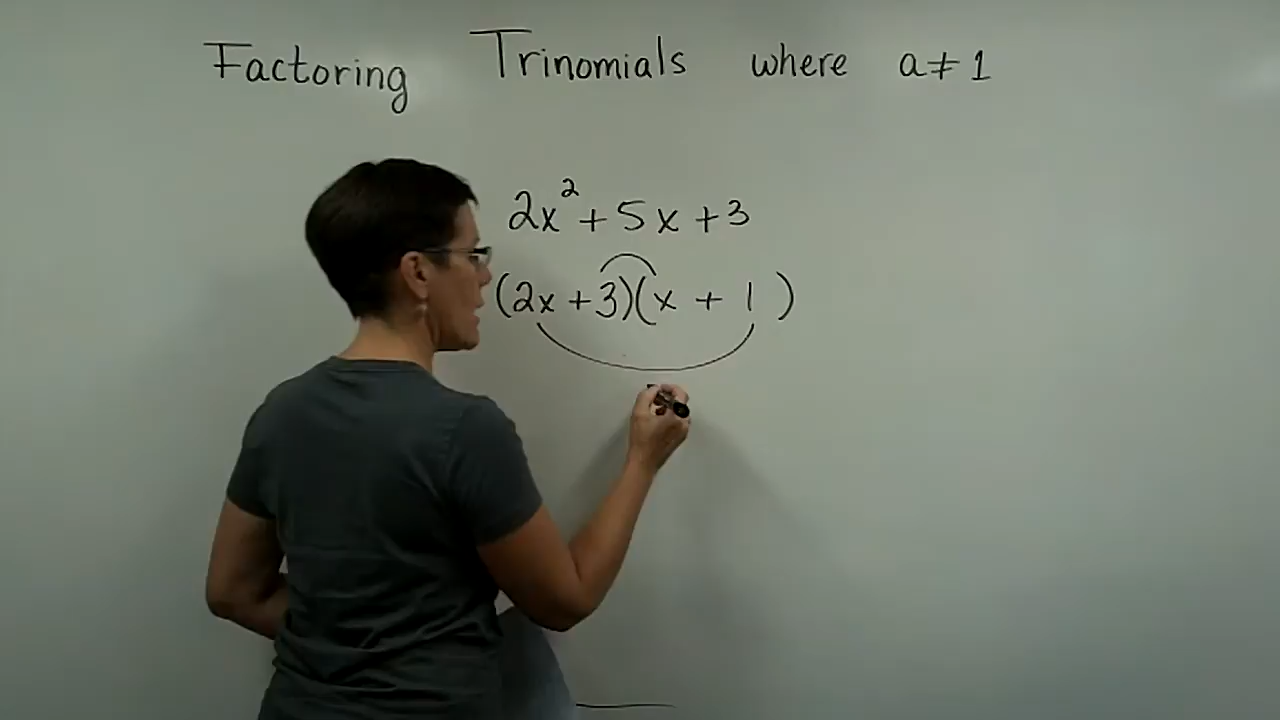 Factoring Trinomials where a≠1
2x²+5x+3
(2x+3)(x + 1)